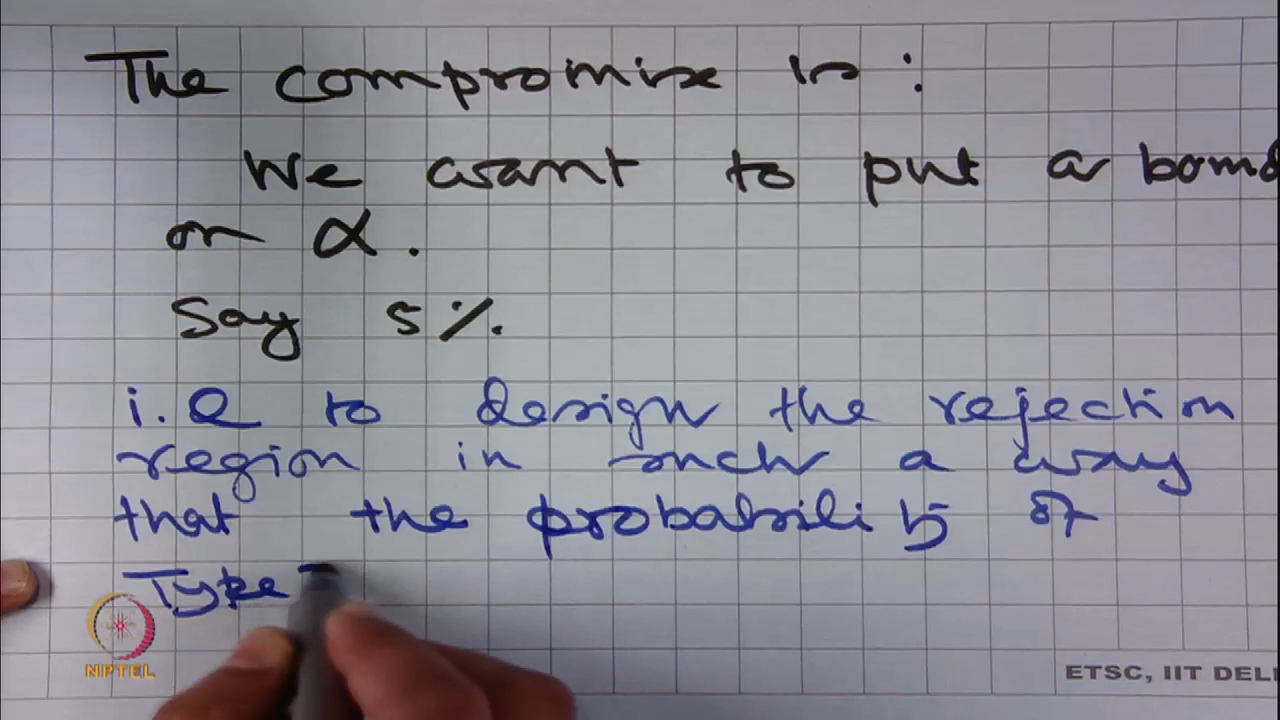 The compromise is :
We want to put a bound
on α.
Say 5%.
i.e to design the rejection
region in such a way
that the probability of
Type
NPTEL
ETSC, IIT DEL